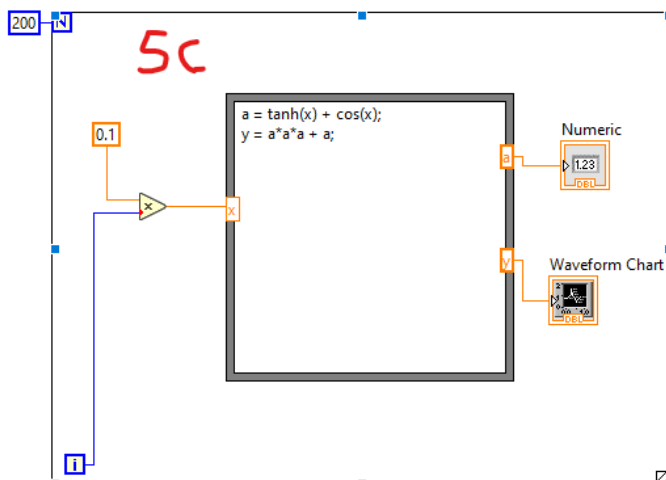 200
N
5c
a = tanh(x) + cos(x);
y = a*a*a + a;
0.1
Numeric
a
1.23
DBL
x
x
y
Waveform Chart
DBL
i